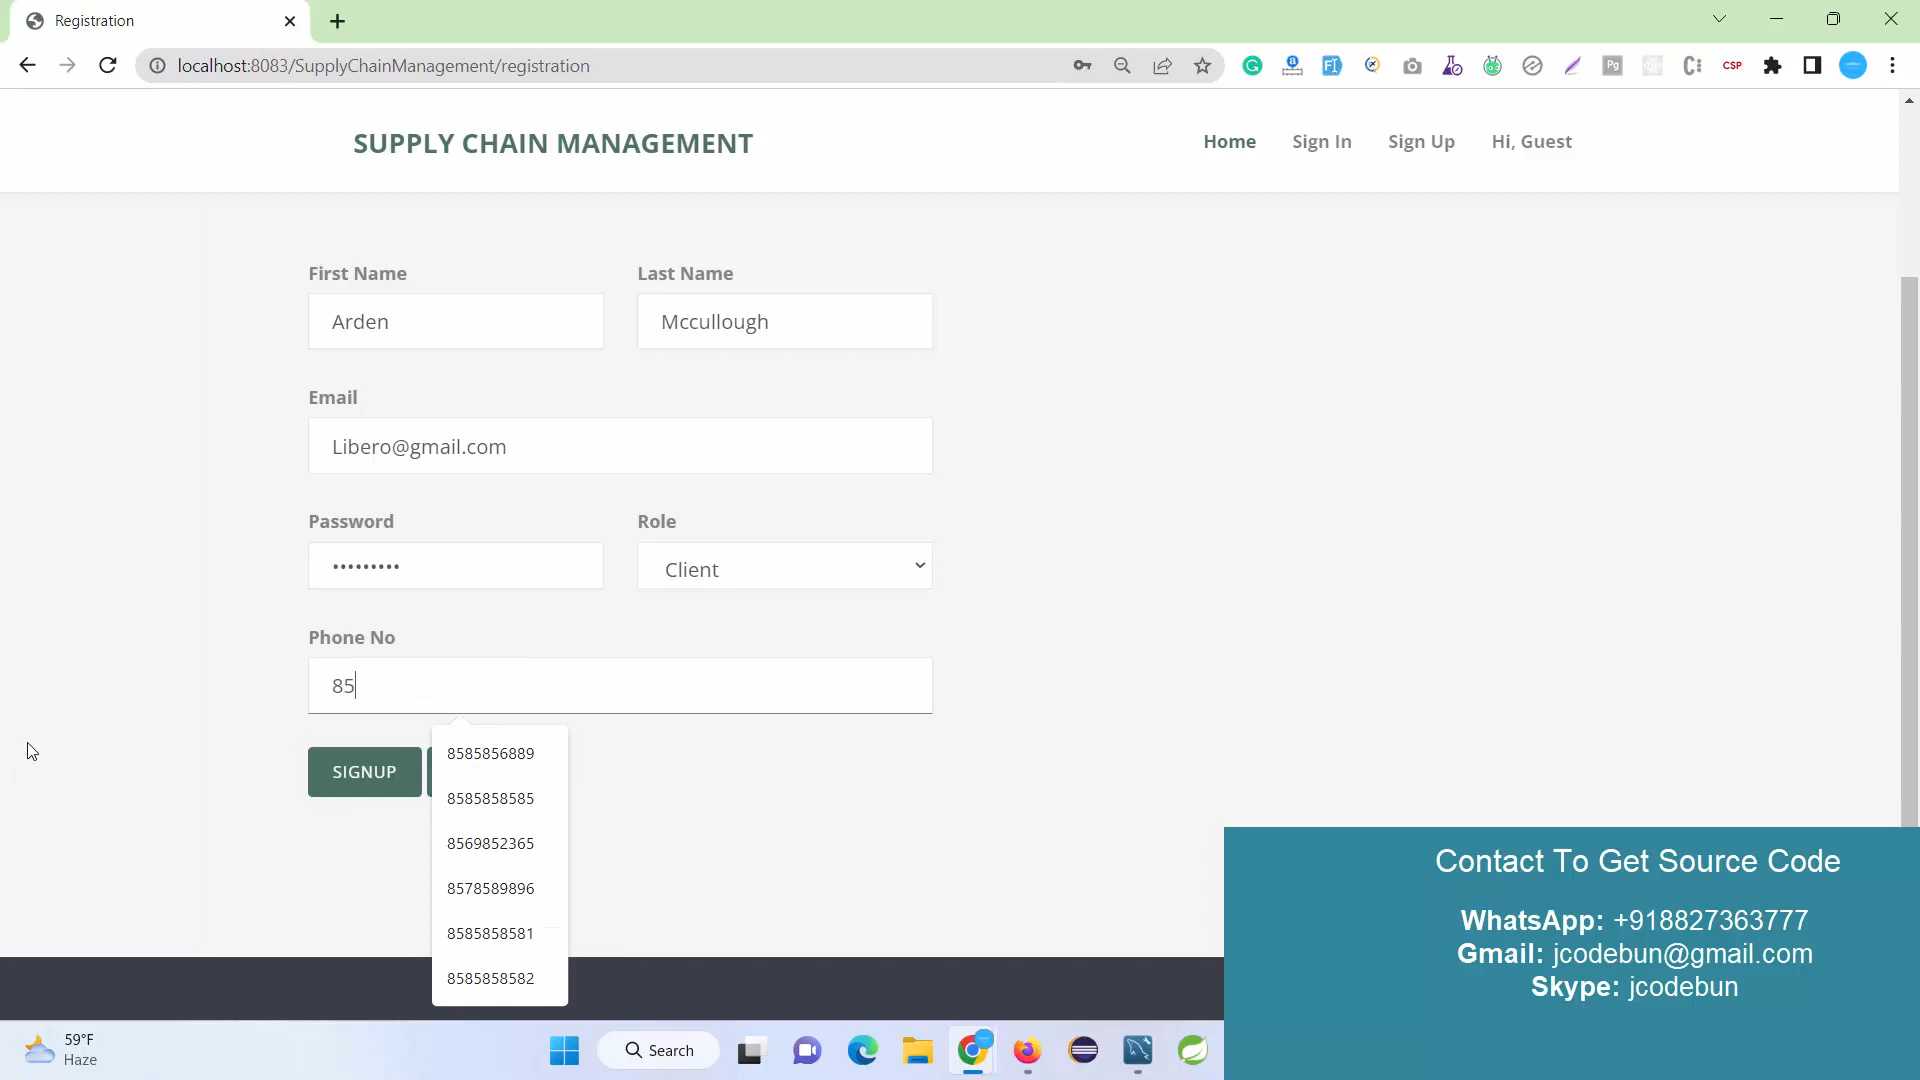 Registration
localhost:8083/SupplyChainManagement/registration
CSP
SUPPLY CHAIN MANAGEMENT
Home Sign In Sign Up Hi, Guest
First Name Last Name
Arden Mccullough
Email
Libero@gmail.com
Password Role
••••••••• Client
Phone No
85
8585856889
SIGNUP
8585858585
8569852365
8578589896
8585858581
8585858582
Contact To Get Source Code
WhatsApp: +918827363777
Gmail: jcodebun@gmail.com
Skype: jcodebun
59°F
Haze
Search